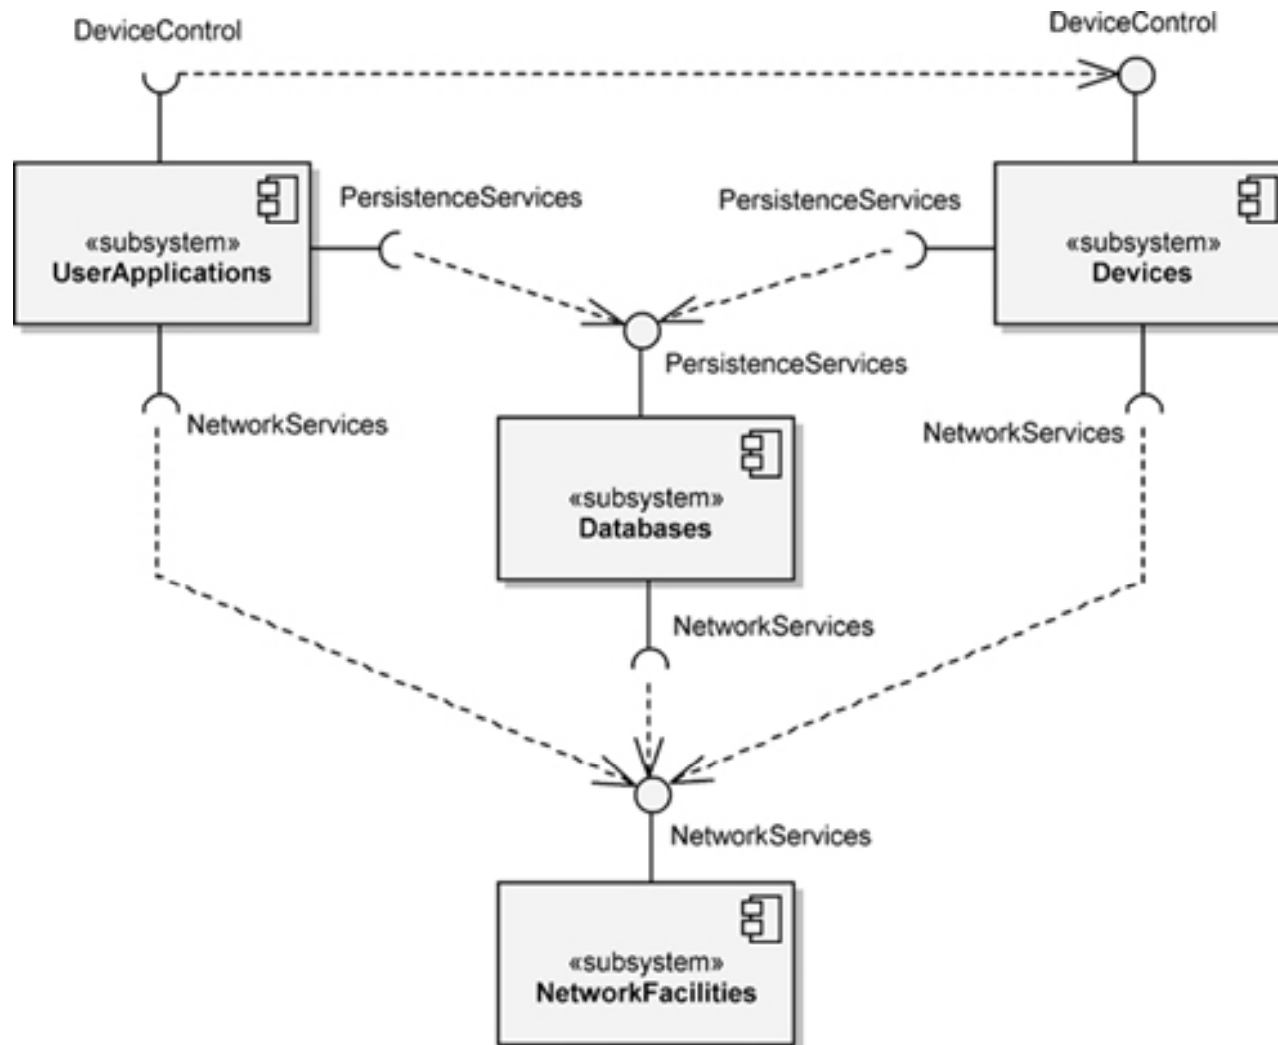 DeviceControl
DeviceControl
PersistenceServices
PersistenceServices
«subsystem»
UserApplications
«subsystem»
Devices
PersistenceServices
NetworkServices
NetworkServices
«subsystem»
Databases
NetworkServices
NetworkServices
«subsystem»
NetworkFacilities